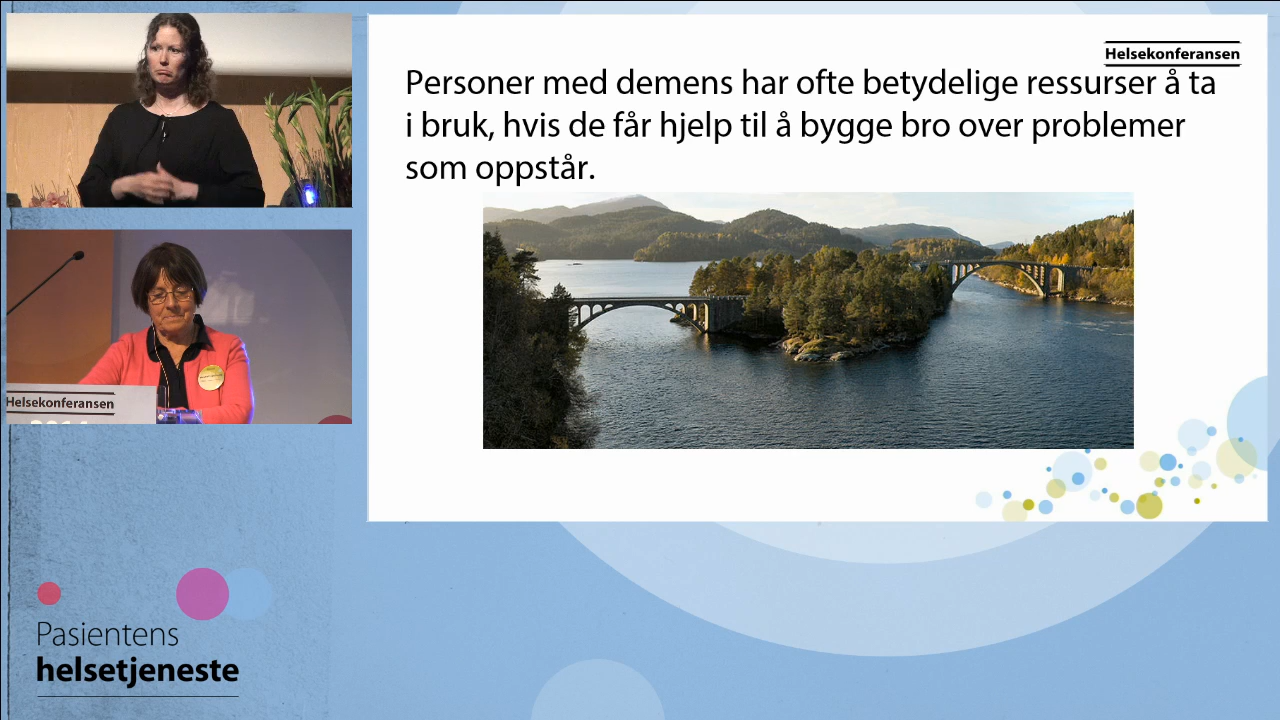 Helsekonferansen
Personer med demens har ofte betydelige ressurser å ta
i bruk, hvis de får hjelp til å bygge bro over problemer
som oppstår.
Helsekonferansen
Pasientens
helsetjeneste